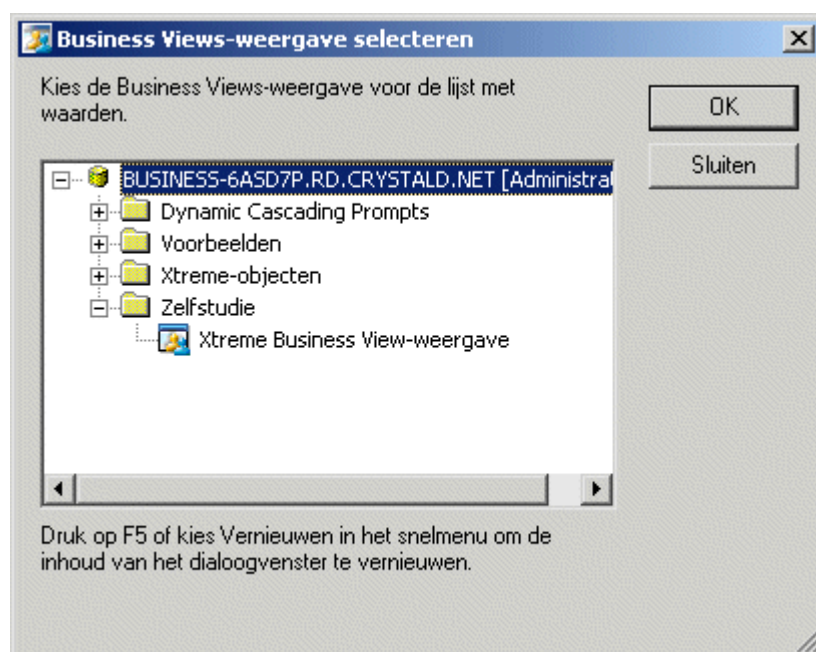 Business Views-weergave selecteren
Kies de Business Views-weergave voor de lijst met
waarden.
OK
Sluiten
BUSINESS-6ASD7P.RD.CRYSTALD.NET [Administra
Dynamic Cascading Prompts
Voorbeelden
Xtreme-objecten
Zelfstudie
Xtreme Business View-weergave
Druk op F5 of kies Vernieuwen in het snelmenu om de
inhoud van het dialoogvenster te vernieuwen.